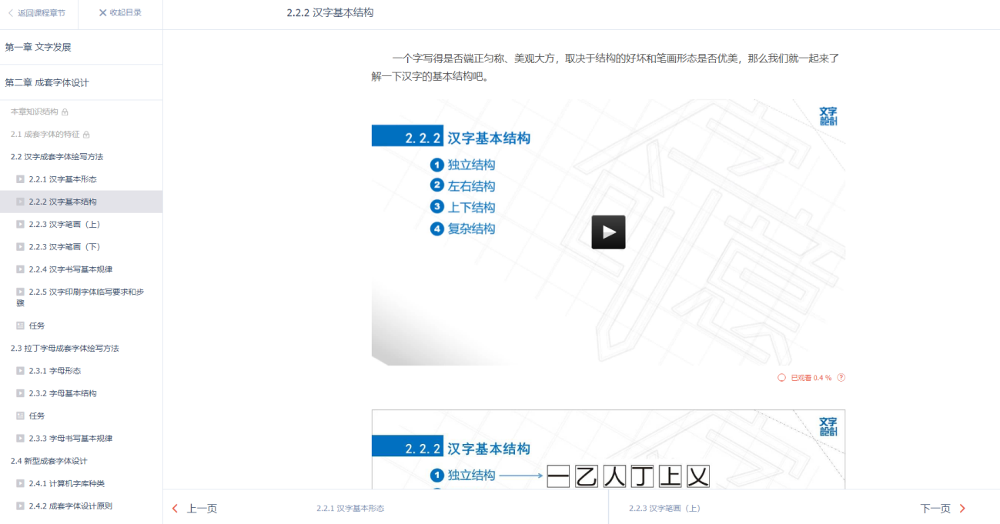 返回课程章节
收起目录
2.2.2 汉字基本结构
第一章 文字发展
第二章 成套字体设计
本章知识结构
2.1 成套字体的特征
2.2 汉字成套字体绘写方法
2.2.1 汉字基本形态
2.2.2 汉字基本结构
2.2.3 汉字笔画（上）
2.2.3 汉字笔画（下）
2.2.4 汉字书写基本规律
2.2.5 汉字印刷字体临写要求和步
骤
任务
2.3 拉丁字母成套字体绘写方法
2.3.1 字母形态
2.3.2 字母基本结构
任务
2.3.3 字母书写基本规律
2.4 新型成套字体设计
2.4.1 计算机字库种类
2.4.2 成套字体设计原则
一个字写得是否端正匀称、美观大方，取决于结构的好坏和笔画形态是否优美，那么我们就一起来了
解一下汉字的基本结构吧。
文字
設計
2.2.2 汉字基本结构
1 独立结构
2 左右结构
3 上下结构
4 复杂结构
已观看 0.4 % ?
文字
設計
2.2.2 汉字基本结构
1 独立结构 一 乙 人 丁 上 乂
上一页
2.2.1 汉字基本形态
2.2.3 汉字笔画（上）
下一页